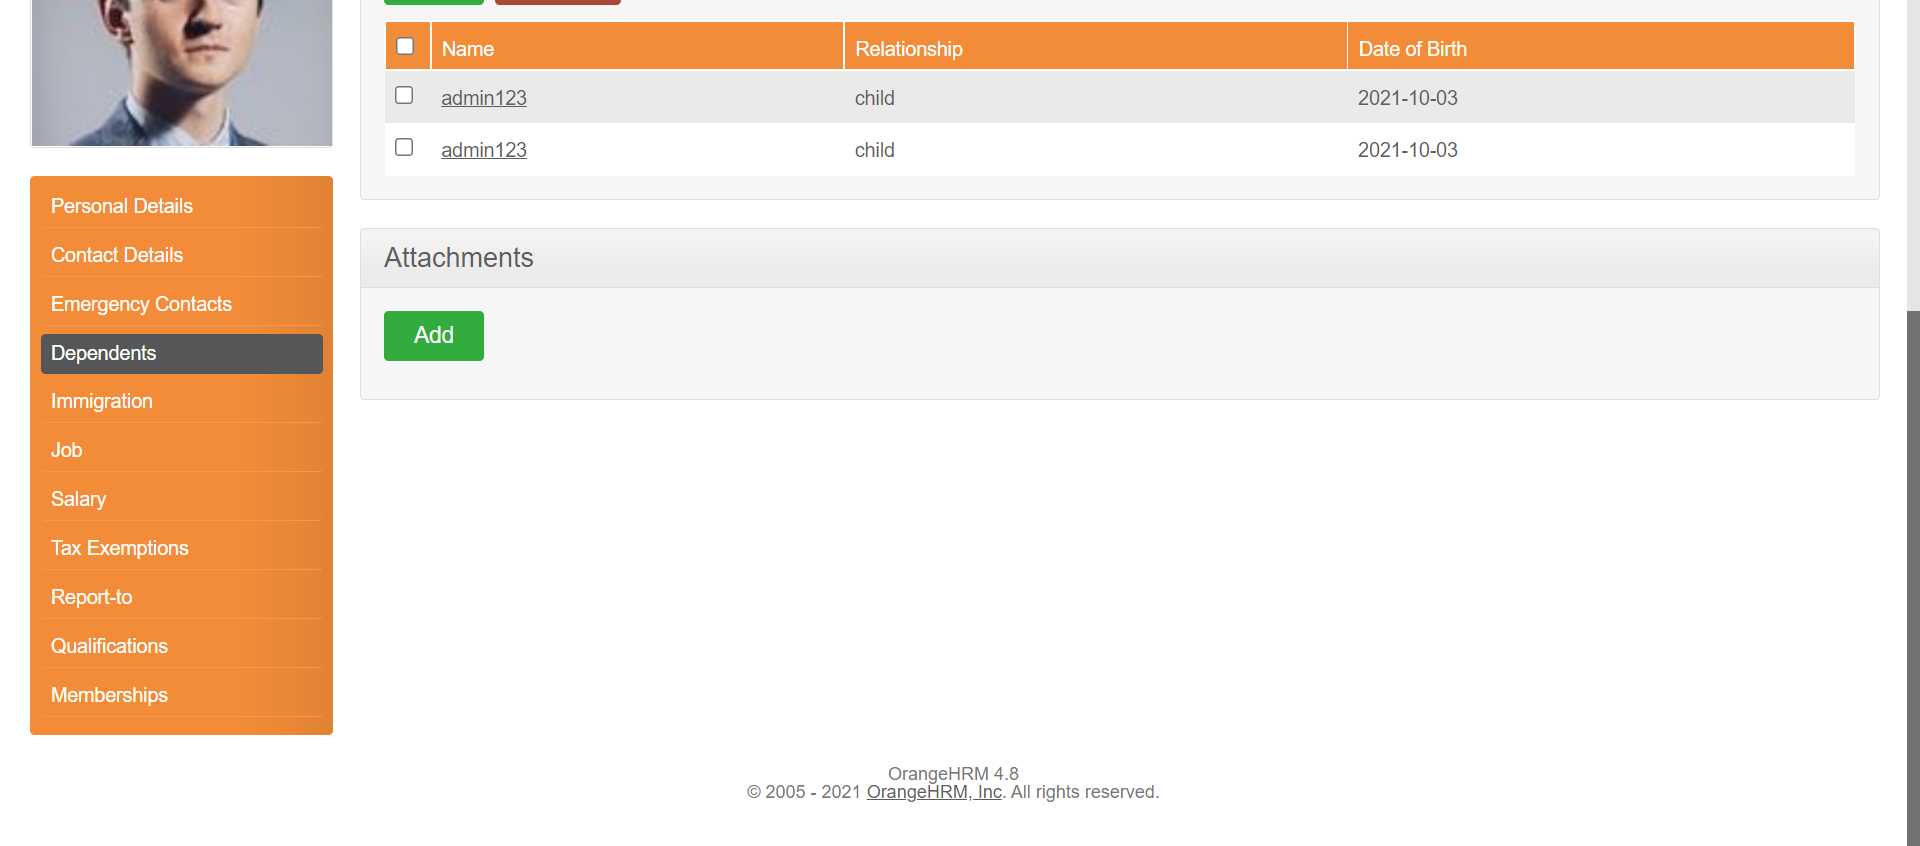 Name Relationship Date of Birth
admin123 child 2021-10-03
admin123 child 2021-10-03
Personal Details
Contact Details
Emergency Contacts
Dependents
Immigration
Job
Salary
Tax Exemptions
Report-to
Qualifications
Memberships
Attachments
Add
OrangeHRM 4.8
© 2005 - 2021 OrangeHRM, Inc. All rights reserved.